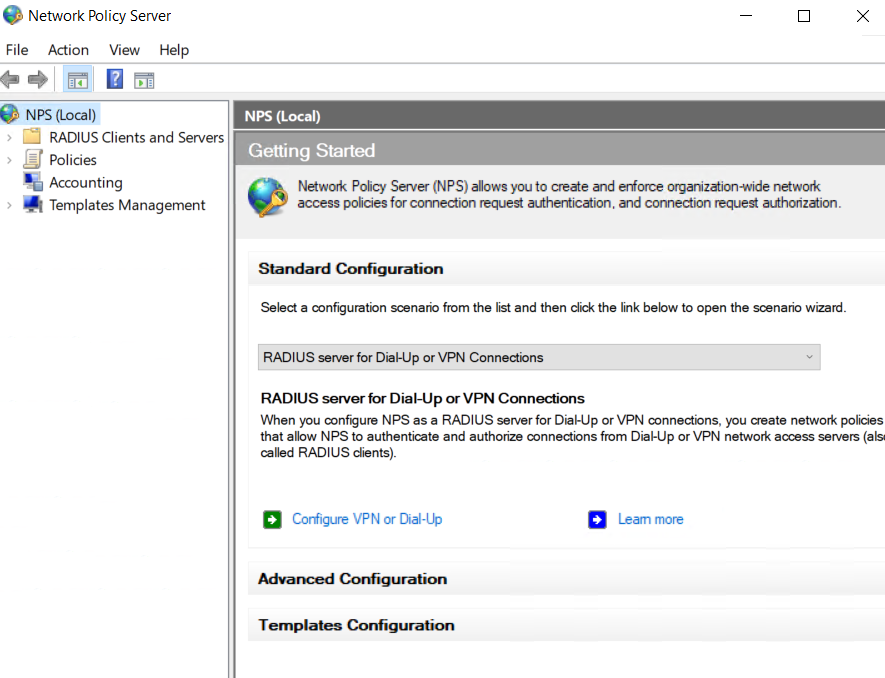 Network Policy Server
File Action View Help
NPS (Local)
RADIUS Clients and Servers
Policies
Accounting
Templates Management
NPS (Local)
Getting Started
Network Policy Server (NPS) allows you to create and enforce organization-wide network
access policies for connection request authentication, and connection request authorization.
Standard Configuration
Select a configuration scenario from the list and then click the link below to open the scenario wizard.
RADIUS server for Dial-Up or VPN Connections
RADIUS server for Dial-Up or VPN Connections
When you configure NPS as a RADIUS server for Dial-Up or VPN connections, you create network policies
that allow NPS to authenticate and authorize connections from Dial-Up or VPN network access servers (also
called RADIUS clients).
Configure VPN or Dial-Up Learn more
Advanced Configuration
Templates Configuration